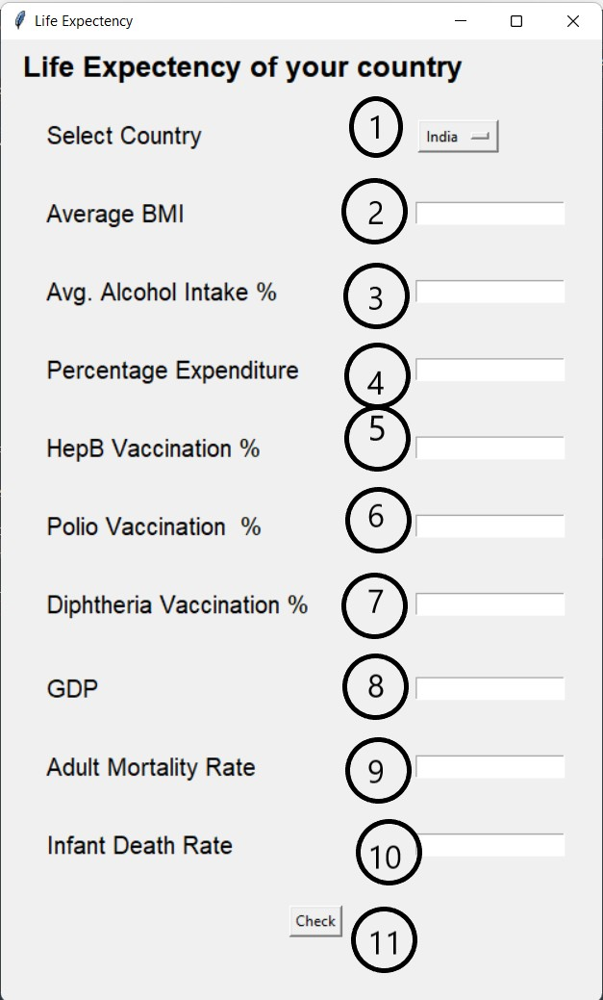 Life Expectency
Life Expectency of your country
Select Country 1 India
Average BMI 2
Avg. Alcohol Intake % 3
Percentage Expenditure 4
HepB Vaccination % 5
Polio Vaccination % 6
Diphtheria Vaccination % 7
GDP 8
Adult Mortality Rate 9
Infant Death Rate 10
Check 11